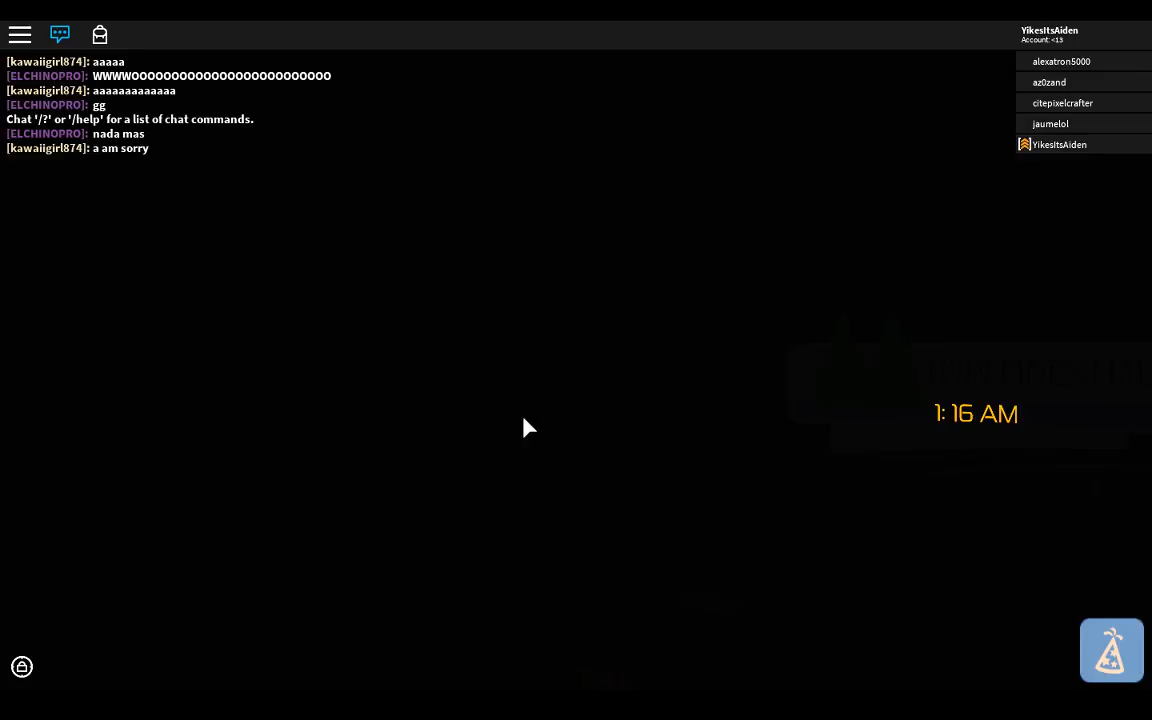 YikesItsAiden
Account: <13
[kawaiigirl874]: aaaaa
[ELCHINOPRO]: WWWWOOOOOOOOOOOOOOOOOOOOOOOOO
[kawaiigirl874]: aaaaaaaaaaaaa
[ELCHINOPRO]: gg
Chat '/?' or '/help' for a list of chat commands.
[ELCHINOPRO]: nada mas
[kawaiigirl874]: a am sorry
alexatron5000
az0zand
citepixelcrafter
jaumelol
YikesItsAiden
1:16 AM